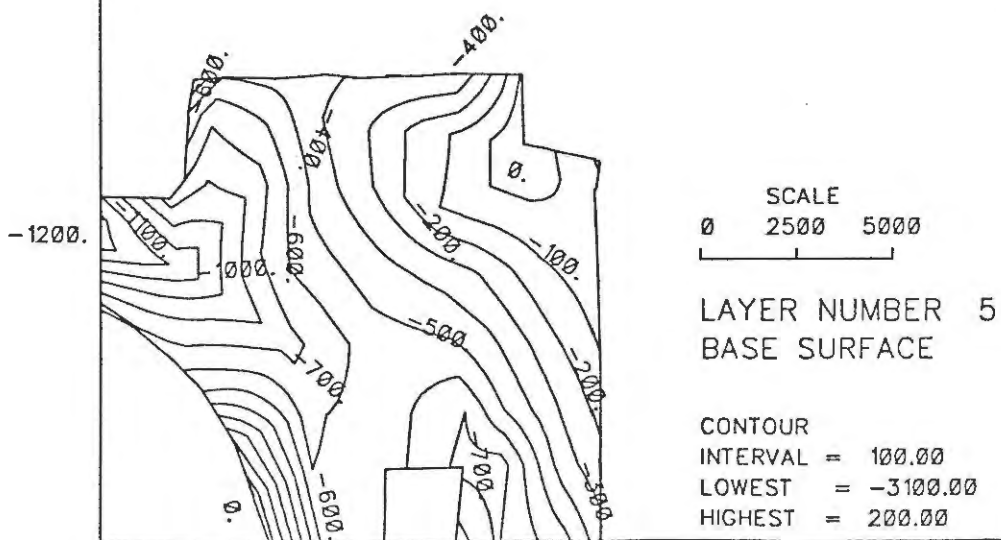 -400.
-600.
-400.
0.
-1200.
-1100.
-200.
-100.
-600.
-1000.
-500
-700.
-200.
-700
-300
-600.
0.
SCALE
0 2500 5000
LAYER NUMBER 5
BASE SURFACE
CONTOUR
INTERVAL = 100.00
LOWEST = -3100.00
HIGHEST = 200.00